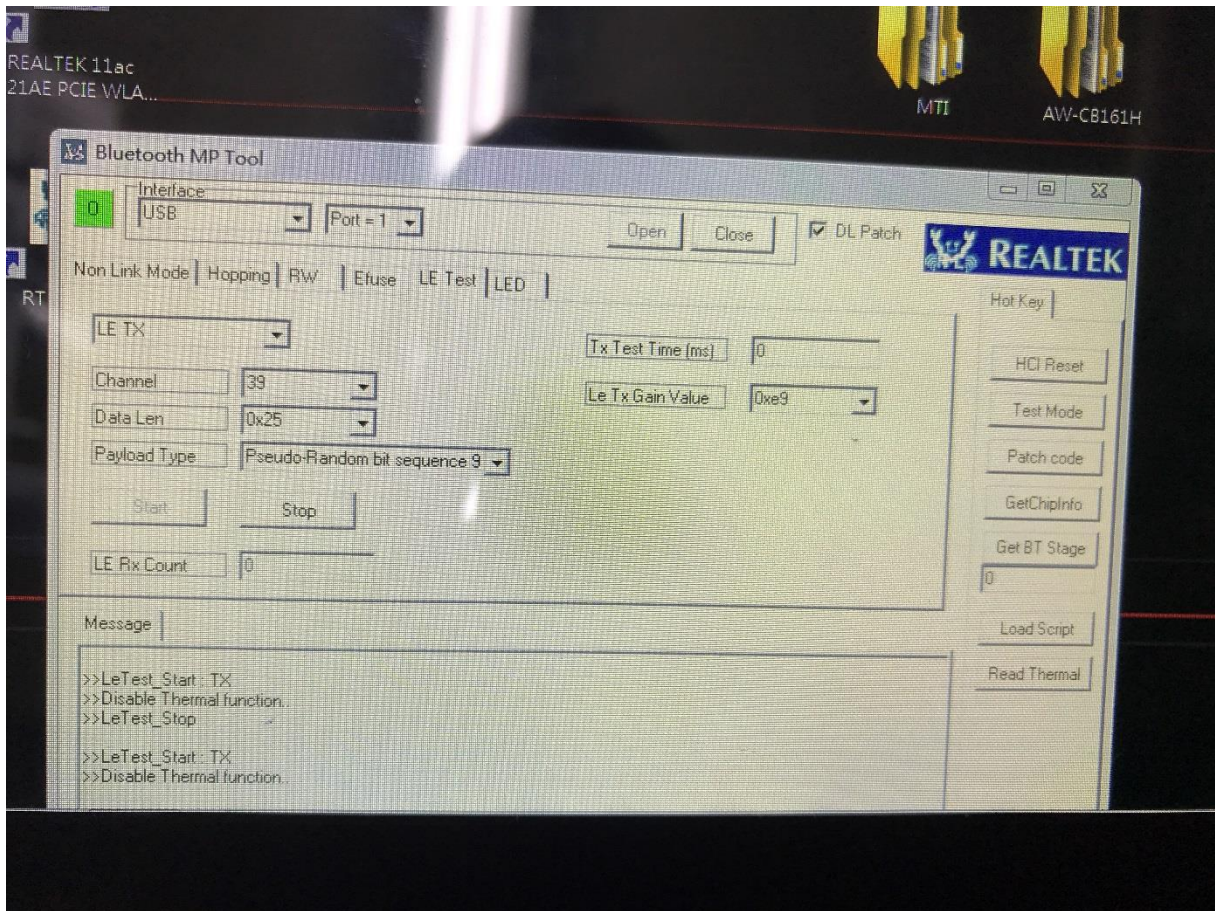 REALTEK 11ac
21AE PCIE WLA...
MTI
AW-CB161H
RT
Bluetooth MP Tool
0
Interface
USB
Port = 1
Open
Close
DL Patch
REALTEK
Non Link Mode
Hopping
RW
Efuse
LE Test
LED
Hot Key
LE TX
Tx Test Time (ms)
0
HCI Reset
Channel
39
Le Tx Gain Value
0xe9
Test Mode
Data Len
0x25
Payload Type
Pseudo-Random bit sequence 9
Patch code
Start
Stop
GetChipInfo
Get BT Stage
LE Rx Count
0
0
Message
Load Script
Read Thermal
>>LeTest_Start : TX
>>Disable Thermal function..
>>LeTest_Stop
>>LeTest_Start : TX
>>Disable Thermal function..